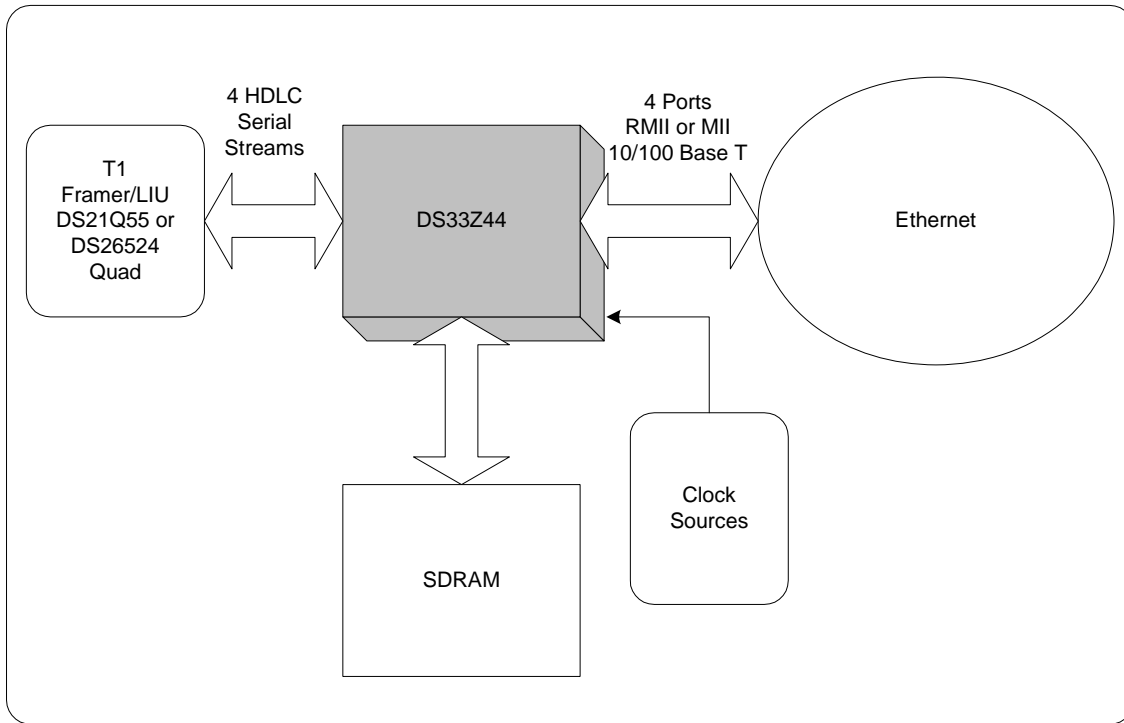 4 HDLC
Serial
Streams
4 Ports
RMII or MII
10/100 Base T
T1
Framer/LIU
DS21Q55 or
DS26524
Quad
DS33Z44
Ethernet
Clock
Sources
SDRAM